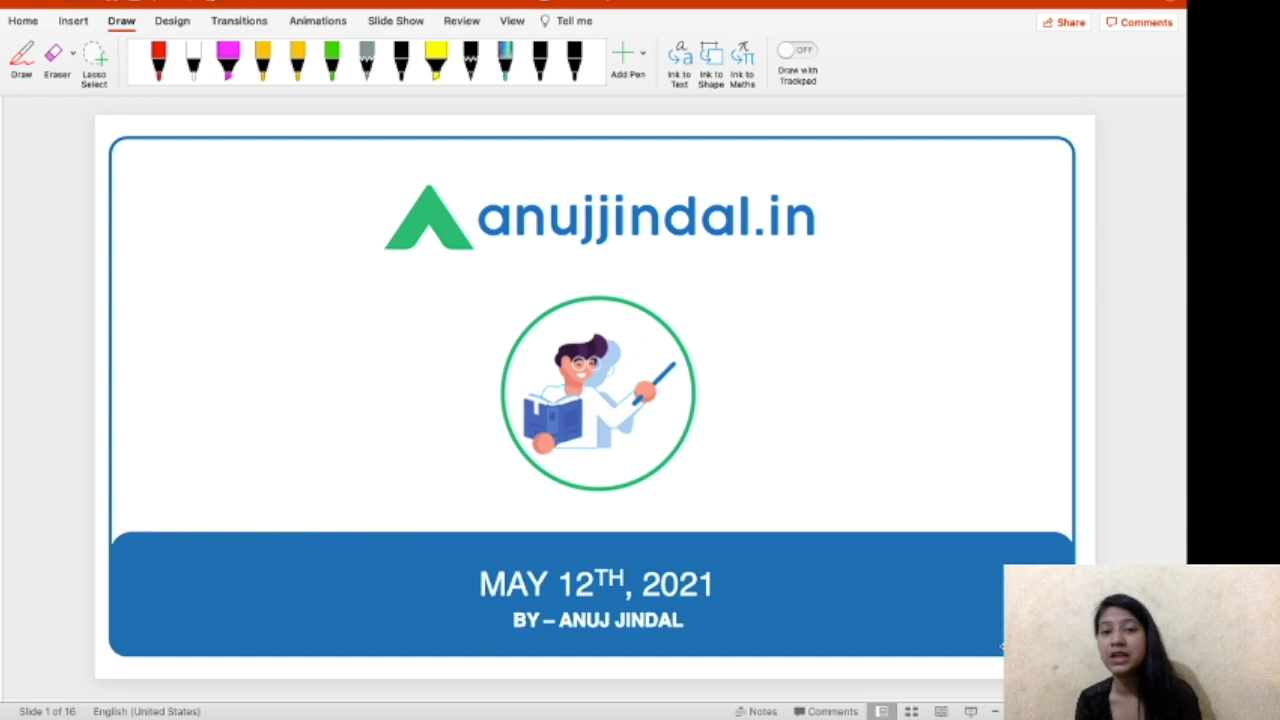 Home Insert Draw Design Transitions Animations Slide Show Review View Tell me Share Comments
Draw Eraser Lasso Select Add Pen Ink to Text Ink to Shape Ink to Maths OFF Draw with Trackpad
anujjindal.in
MAY 12TH, 2021
BY – ANUJ JINDAL
Slide 1 of 16 English (United States) Notes Comments